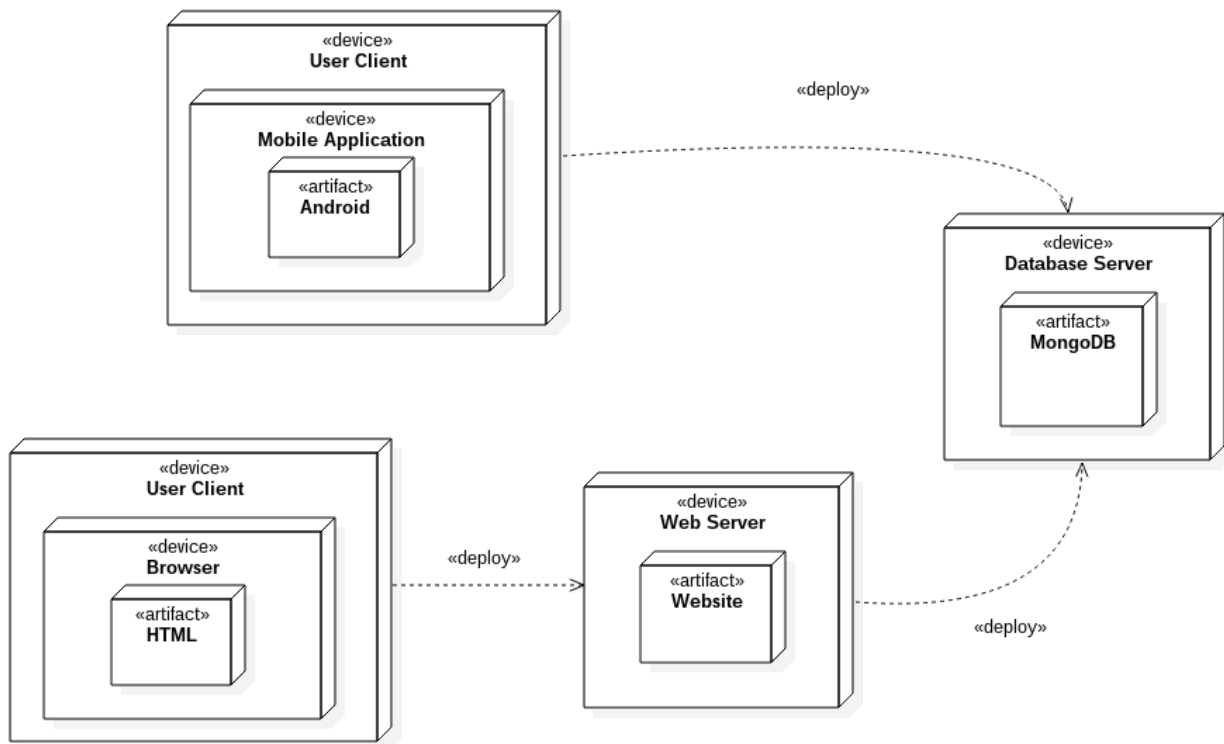 «device»
User Client
«device»
Mobile Application
«artifact»
Android
«deploy»
«device»
Database Server
«artifact»
MongoDB
«device»
User Client
«device»
Browser
«artifact»
HTML
«deploy»
«device»
Web Server
«artifact»
Website
«deploy»